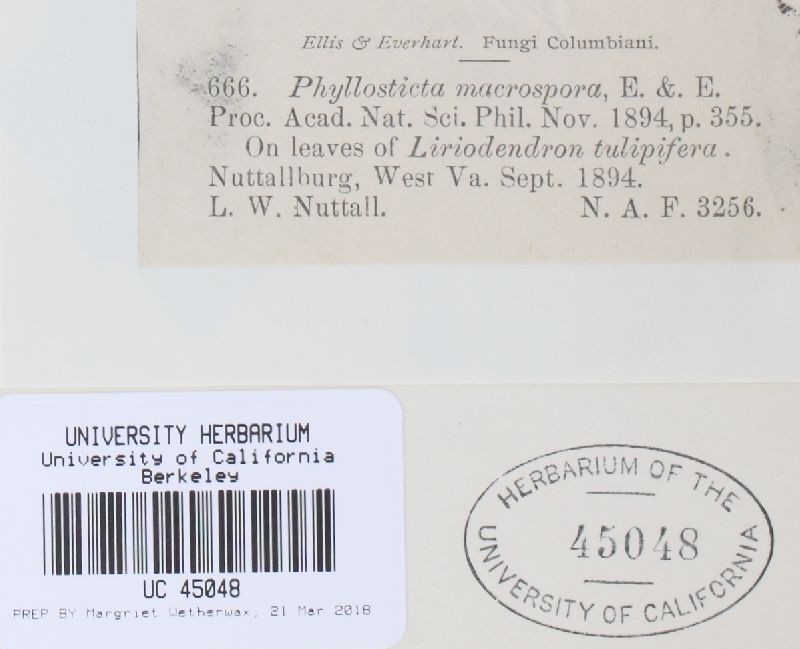 Ellis & Everhart. Fungi Columbiani.
666. Phyllosticta macrospora, E. &. E.
Proc. Acad. Nat. Sci. Phil. Nov. 1894, p. 355.
On leaves of Liriodendron tulipifera.
Nuttallburg, West Va. Sept. 1894.
L. W. Nuttall. N. A. F. 3256.
UNIVERSITY HERBARIUM
University of California
Berkeley
UC 45048
PREP BY Margriet Wetherwax, 21 Mar 2018
HERBARIUM OF THE
45048
UNIVERSITY OF CALIFORNIA